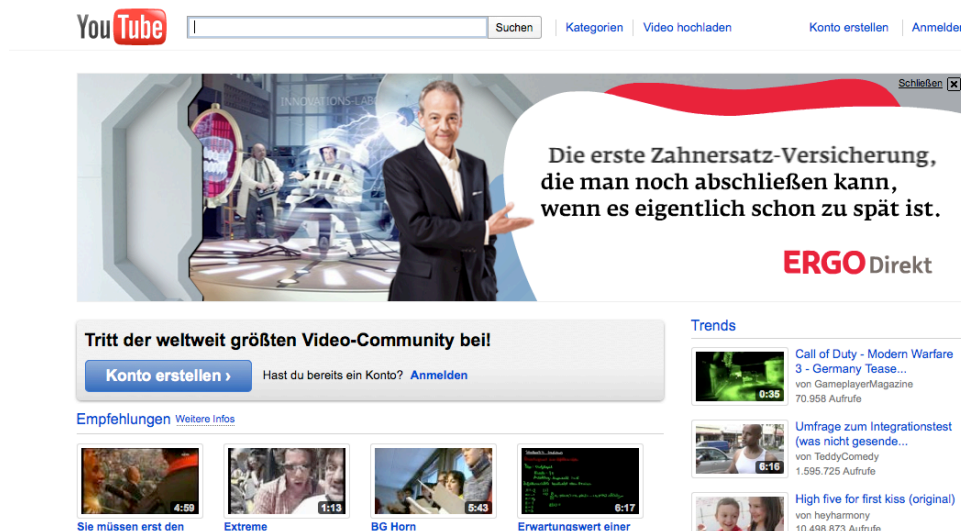 YouTube
Suchen
Kategorien
Video hochladen
Konto erstellen
Anmelden
Schließen
INNOVATIONS-LAB
Die erste Zahnersatz-Versicherung,
die man noch abschließen kann,
wenn es eigentlich schon zu spät ist.
ERGO Direkt
Tritt der weltweit größten Video-Community bei!
Konto erstellen ›
Hast du bereits ein Konto? Anmelden
Empfehlungen Weitere Infos
4:59
1:13
5:43
6:17
Sie müssen erst den
Extreme
BG Horn
Erwartungswert einer
Trends
0:35
Call of Duty - Modern Warfare
3 - Germany Tease...
von GameplayerMagazine
70.958 Aufrufe
6:16
Umfrage zum Integrationstest
(was nicht gesende...
von TeddyComedy
1.595.725 Aufrufe
High five for first kiss (original)
von heyharmony
10.498.873 Aufrufe